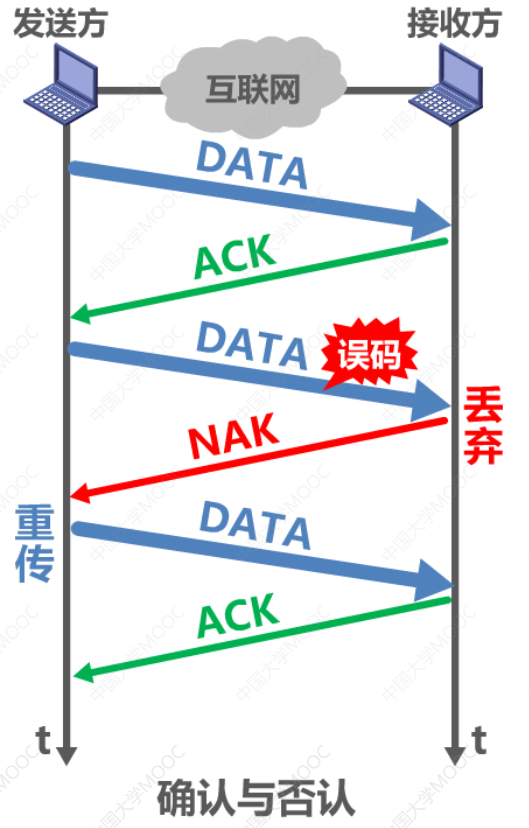 发送方
接收方
互联网
DATA
ACK
DATA
误码
丢弃
NAK
重传
DATA
ACK
t
t
确认与否认
中国大学MOOC